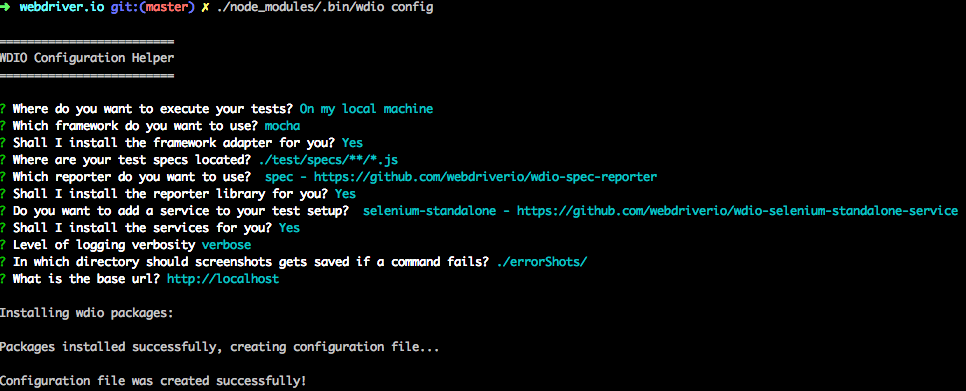 ➜ webdriver.io git:(master) ✗ ./node_modules/.bin/wdio config
=========================
WDIO Configuration Helper
=========================
? Where do you want to execute your tests? On my local machine
? Which framework do you want to use? mocha
? Shall I install the framework adapter for you? Yes
? Where are your test specs located? ./test/specs/**/*.js
? Which reporter do you want to use?  spec - https://github.com/webdriverio/wdio-spec-reporter
? Shall I install the reporter library for you? Yes
? Do you want to add a service to your test setup?  selenium-standalone - https://github.com/webdriverio/wdio-selenium-standalone-service
? Shall I install the services for you? Yes
? Level of logging verbosity verbose
? In which directory should screenshots gets saved if a command fails? ./errorShots/
? What is the base url? http://localhost
Installing wdio packages:
Packages installed successfully, creating configuration file...
Configuration file was created successfully!